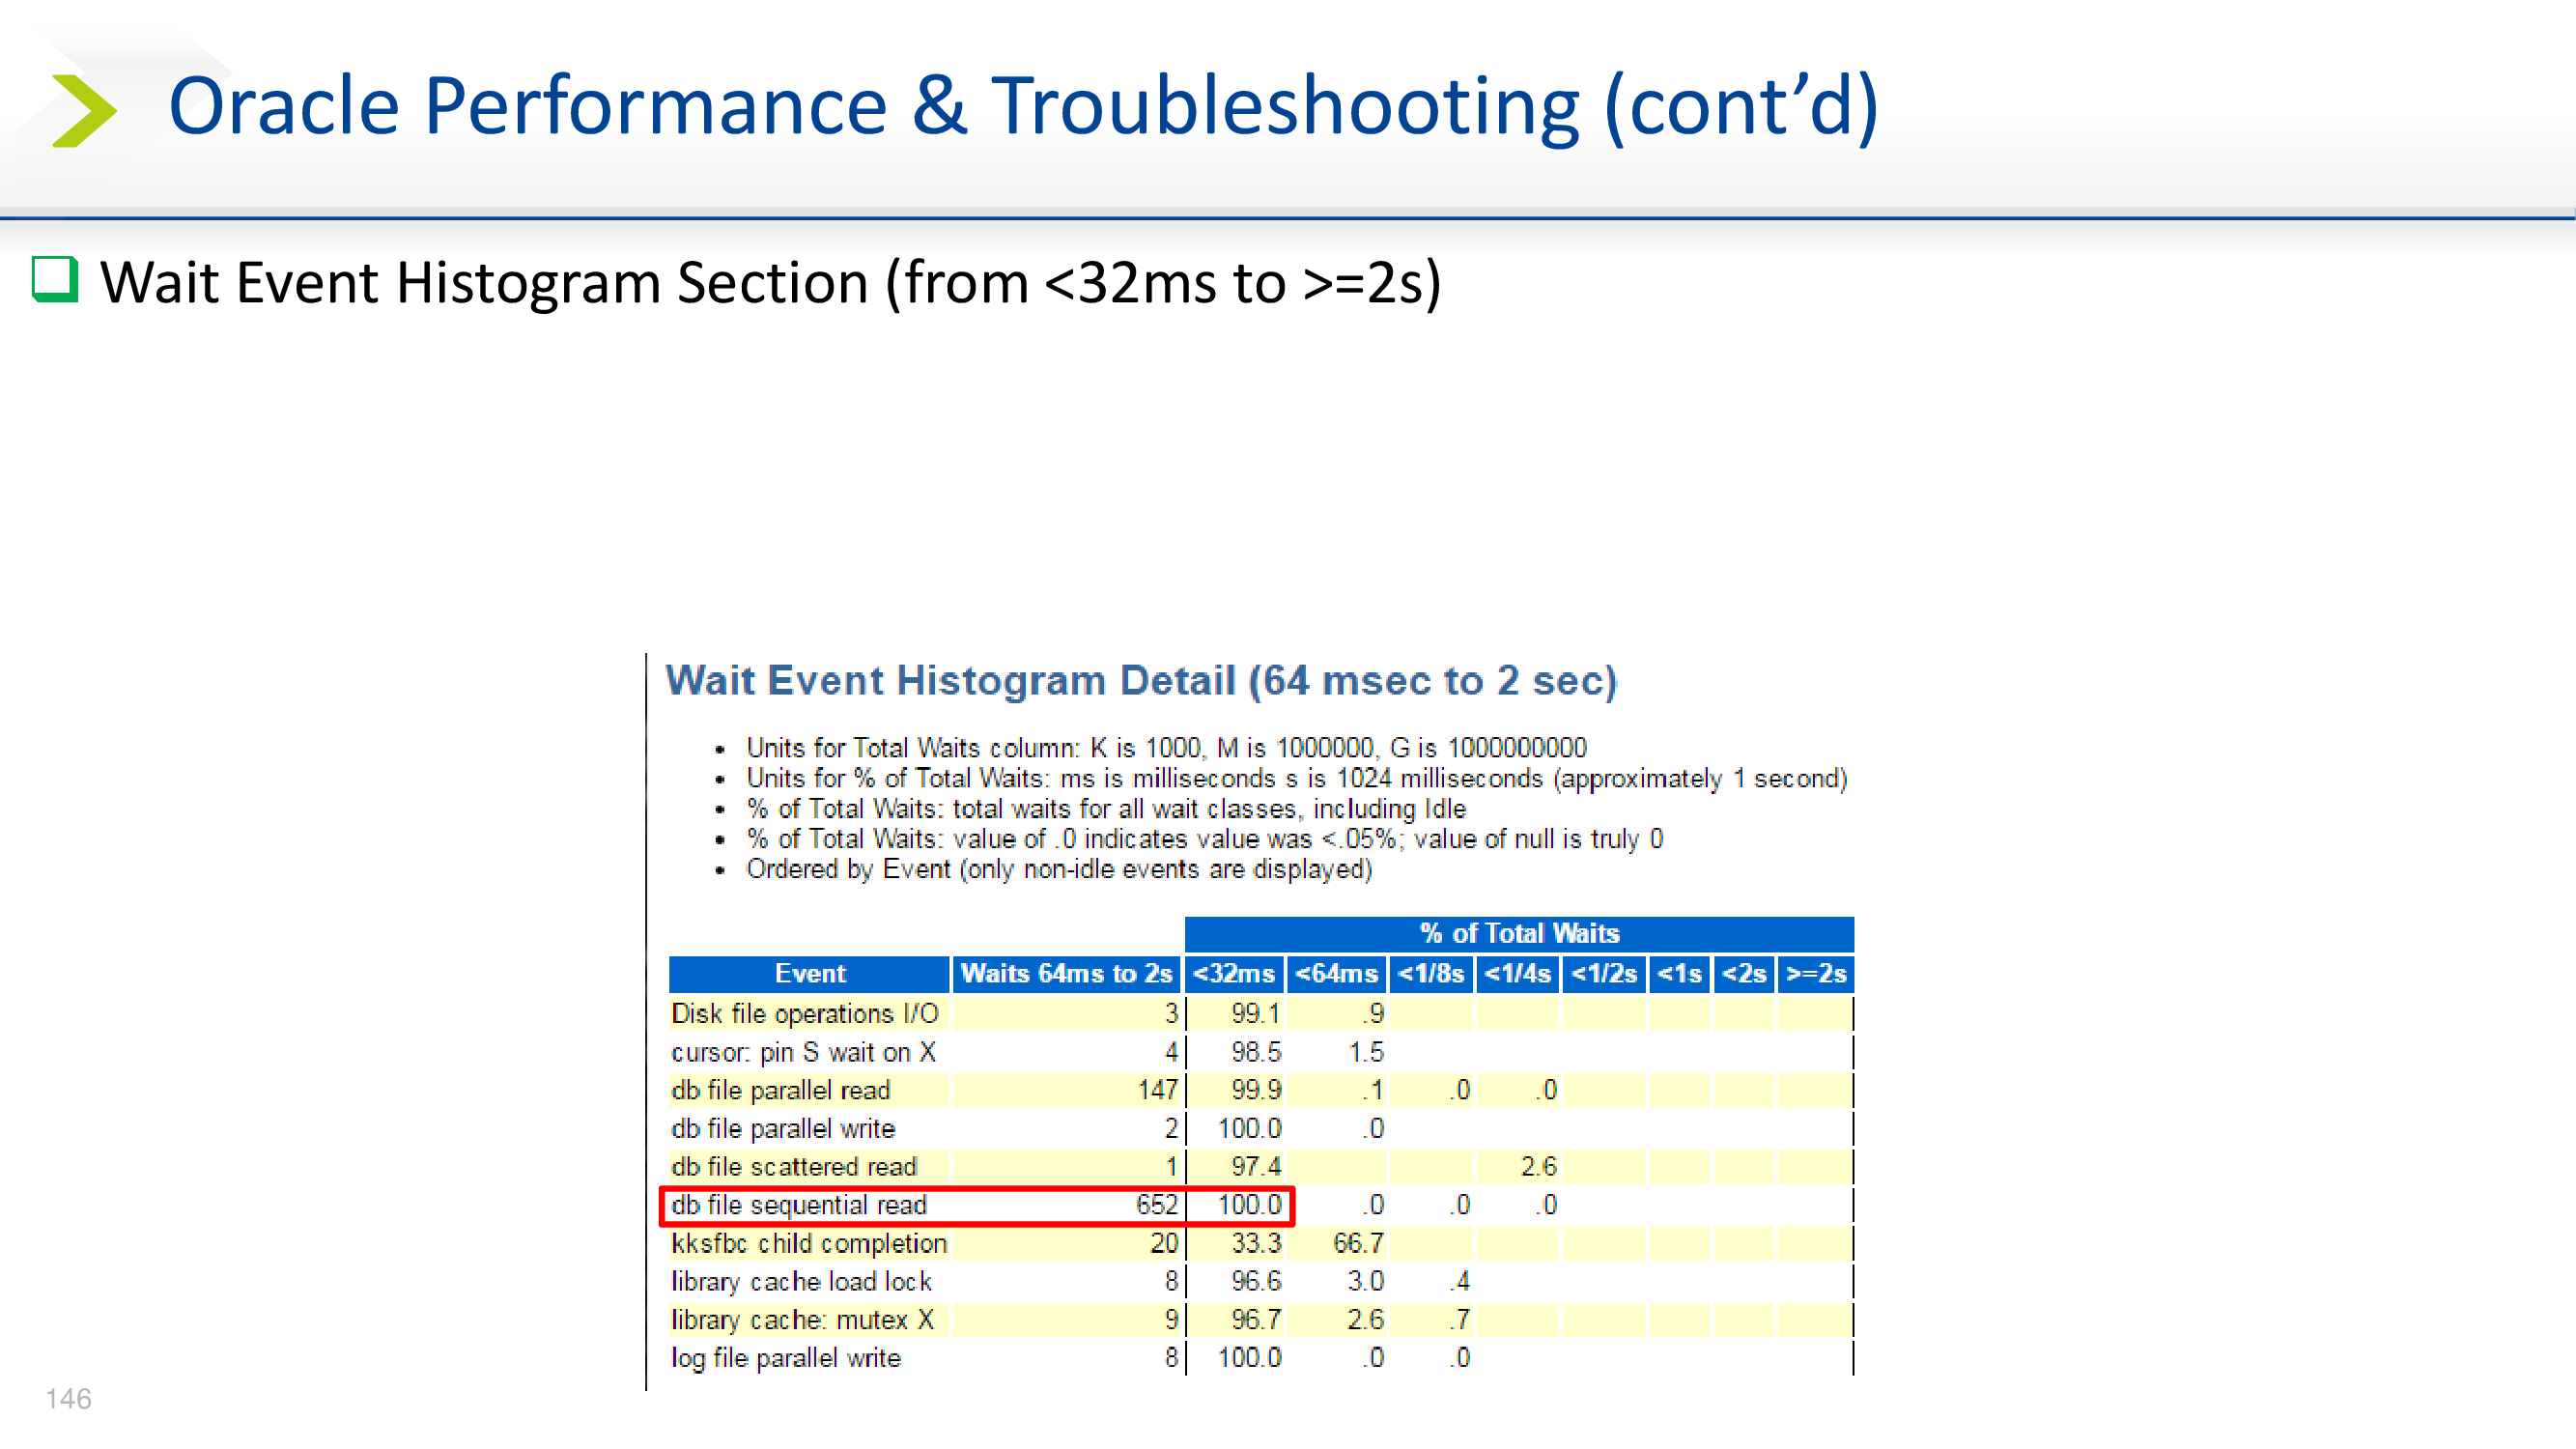 Oracle Performance & Troubleshooting (cont’d)
Wait Event Histogram Section (from <32ms to >=2s)
Wait Event Histogram Detail (64 msec to 2 sec)
• Units for Total Waits column: K is 1000, M is 1000000, G is 1000000000
• Units for % of Total Waits: ms is milliseconds s is 1024 milliseconds (approximately 1 second)
• % of Total Waits: total waits for all wait classes, including Idle
• % of Total Waits: value of .0 indicates value was <.05%; value of null is truly 0
• Ordered by Event (only non-idle events are displayed)
% of Total Waits
Event Waits 64ms to 2s <32ms <64ms <1/8s <1/4s <1/2s <1s <2s >=2s
Disk file operations I/O 3 99.1 .9
cursor: pin S wait on X 4 98.5 1.5
db file parallel read 147 99.9 .1 .0 .0
db file parallel write 2 100.0 .0
db file scattered read 1 97.4 2.6
db file sequential read 652 100.0 .0 .0 .0
kksfbc child completion 20 33.3 66.7
library cache load lock 8 96.6 3.0 .4
library cache: mutex X 9 96.7 2.6 .7
log file parallel write 8 100.0 .0 .0
146